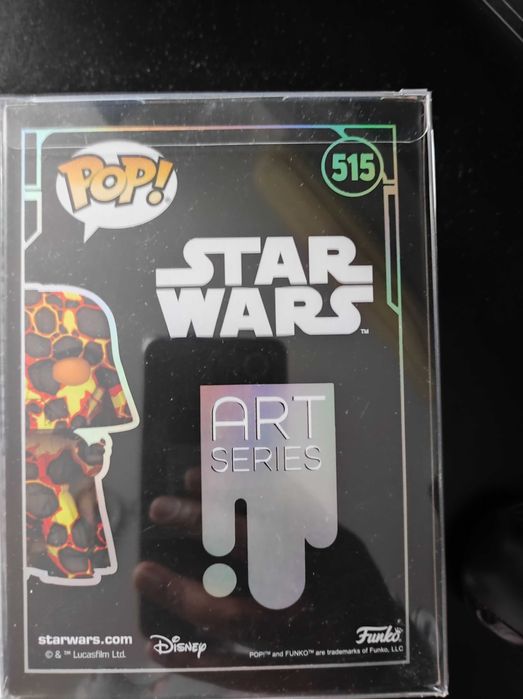 POP!
515
STAR
WARS
TM
ART
SERIES
starwars.com
© & ™ Lucasfilm Ltd.
Disney
Funko
POP!™ and FUNKO™ are trademarks of Funko, LLC